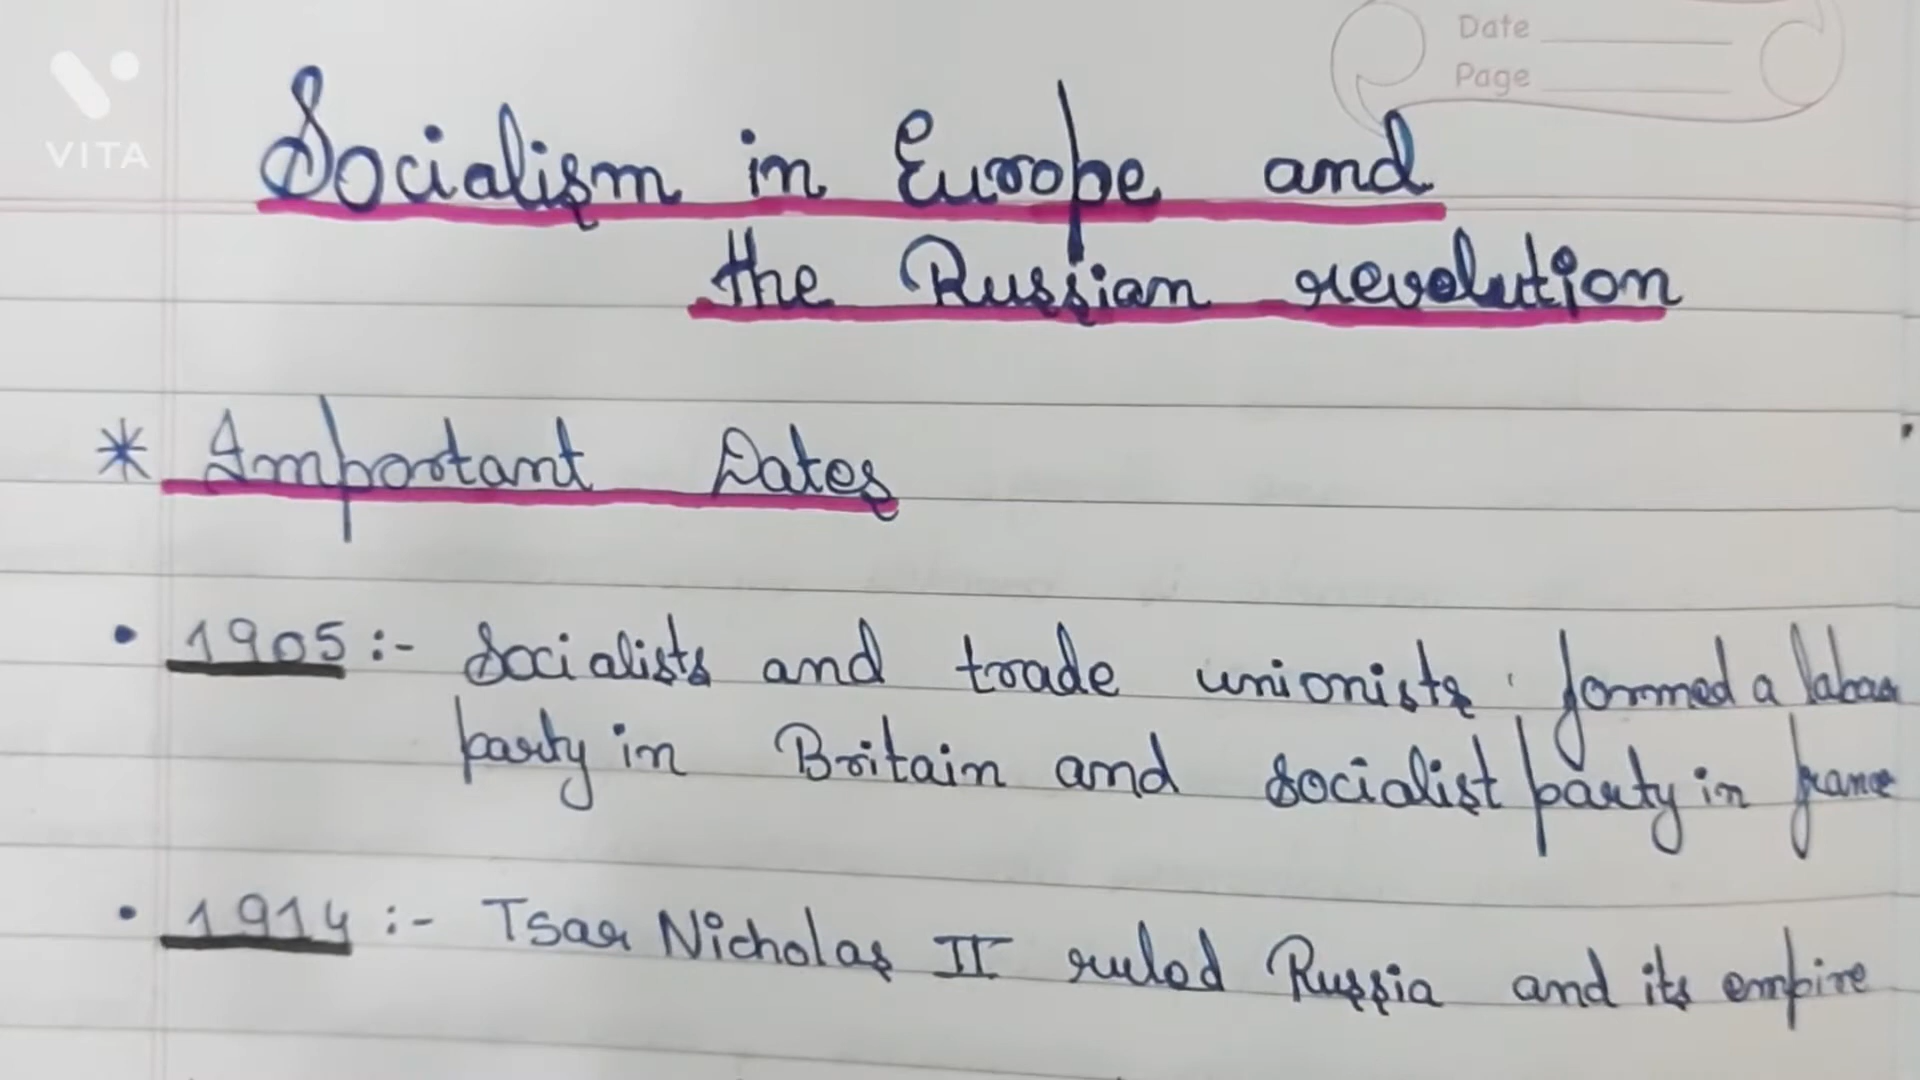 VITA
Date
Page
Socialism in Europe and
the Russian revolution
* Important Dates
• 1905 :- Socialists and trade unionists formed a labour
party in Britain and socialist party in france
• 1914 :- Tsar Nicholas II ruled Russia and its empire